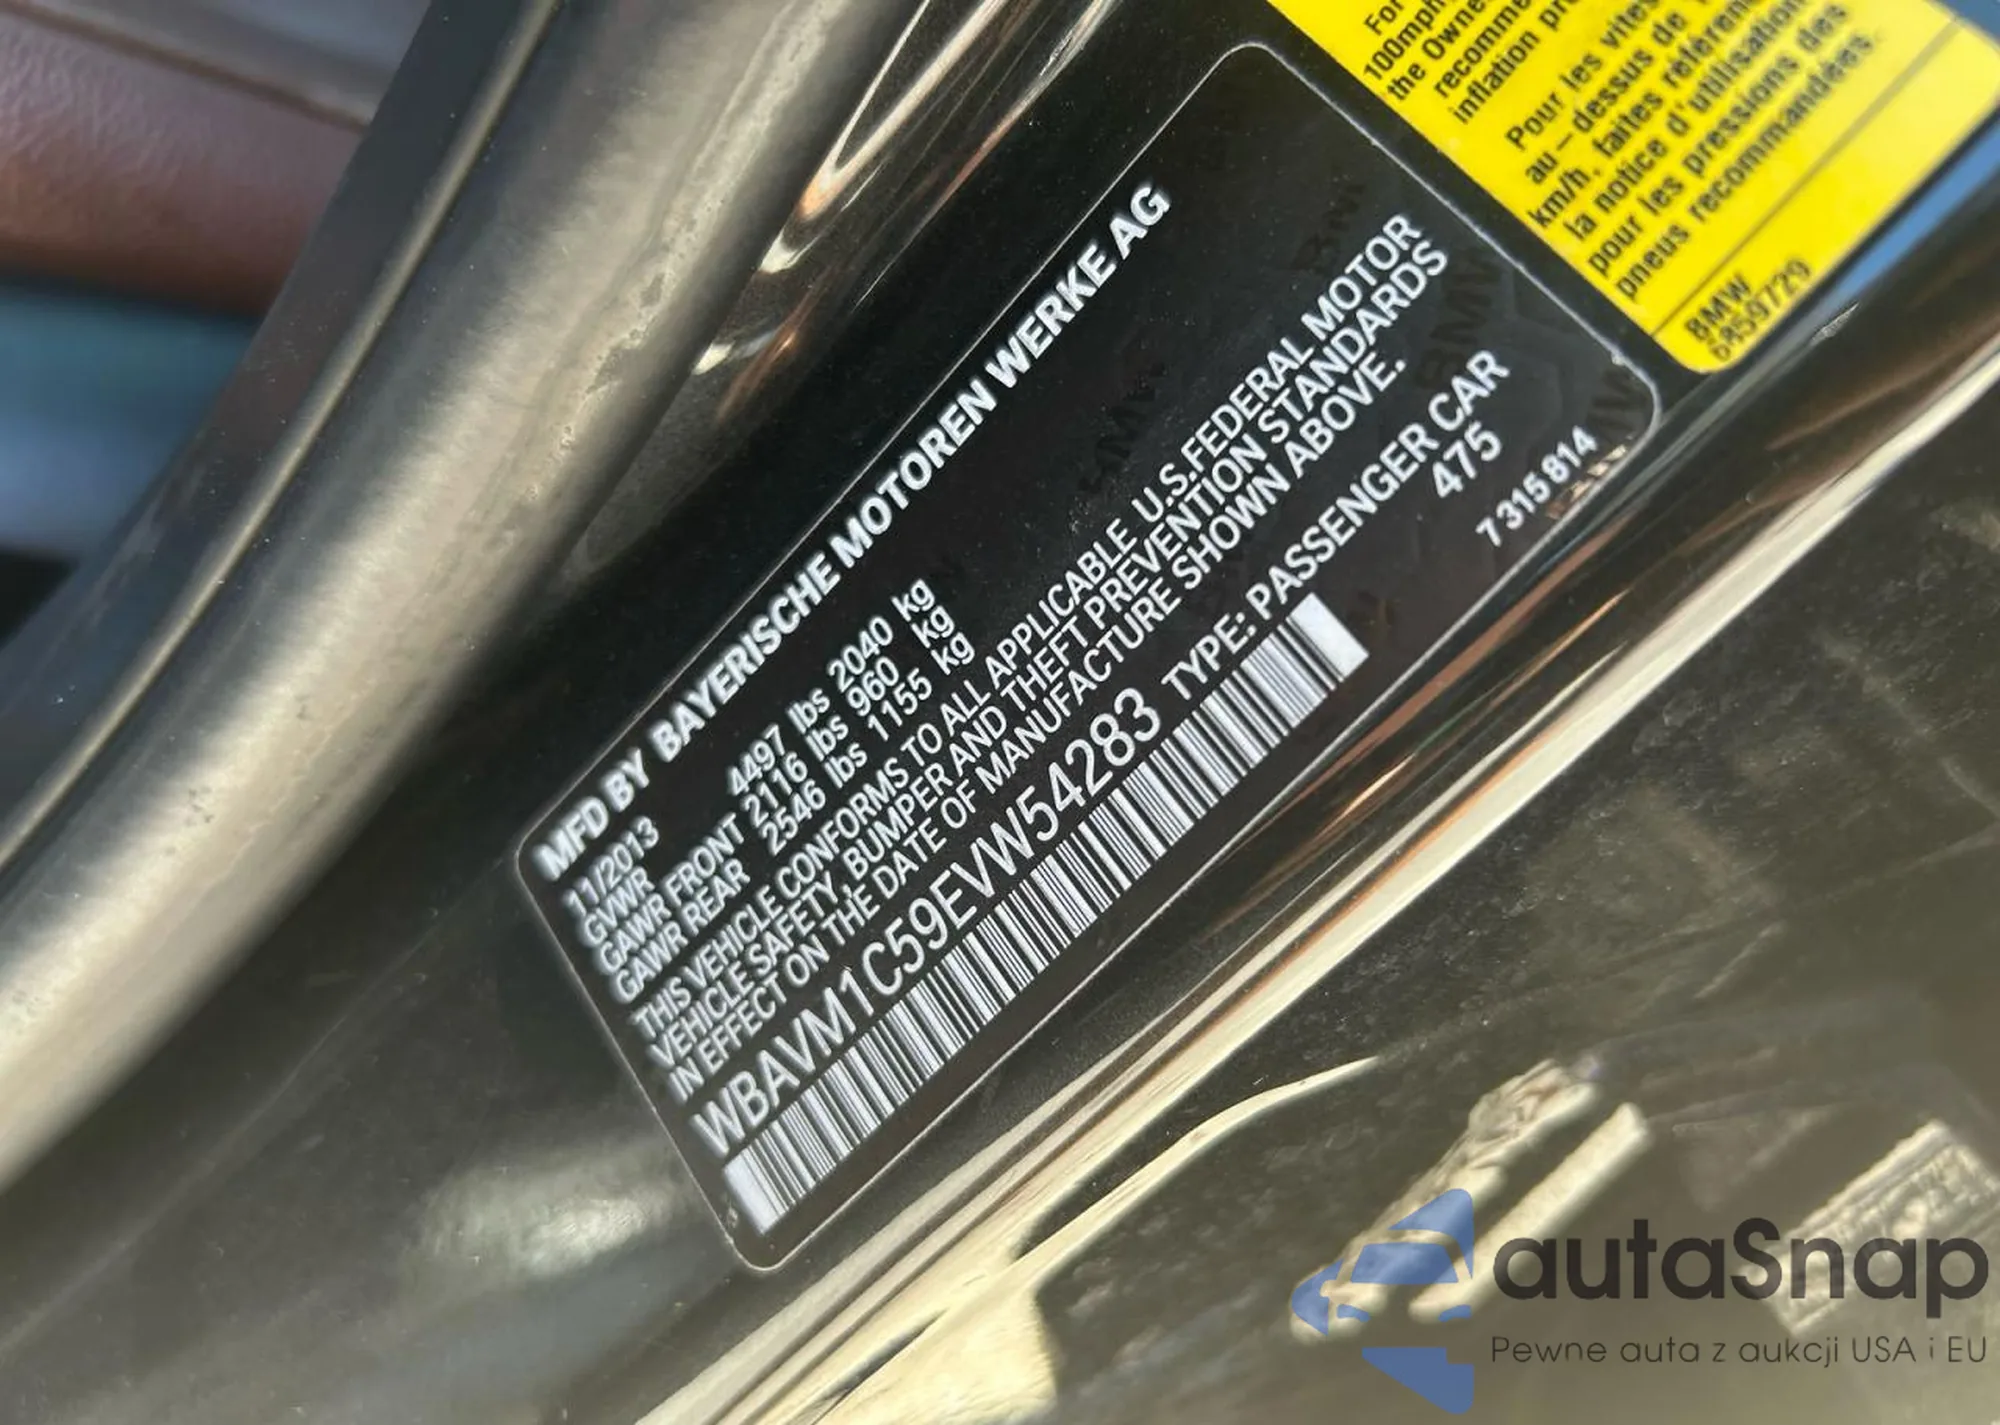 For
100mph
the Owne
recomme
inflation pr
Pour les vites
au - dessus de
km/h, faites référen
la notice d'utilisation
pour les pressions des
pneus recommandées.
BMW
6859729
MFD BY BAYERISCHE MOTOREN WERKE AG
11/2013
GVWR 4497 lbs 2040 kg
GAWR FRONT 2116 lbs 960 kg
GAWR REAR 2546 lbs 1155 kg
THIS VEHICLE CONFORMS TO ALL APPLICABLE U.S.FEDERAL MOTOR
VEHICLE SAFETY, BUMPER AND THEFT PREVENTION STANDARDS
IN EFFECT ON THE DATE OF MANUFACTURE SHOWN ABOVE.
WBAVM1C59EVW54283 TYPE: PASSENGER CAR
475
7 315 814
autaSnap
Pewne auta z aukcji USA i EU